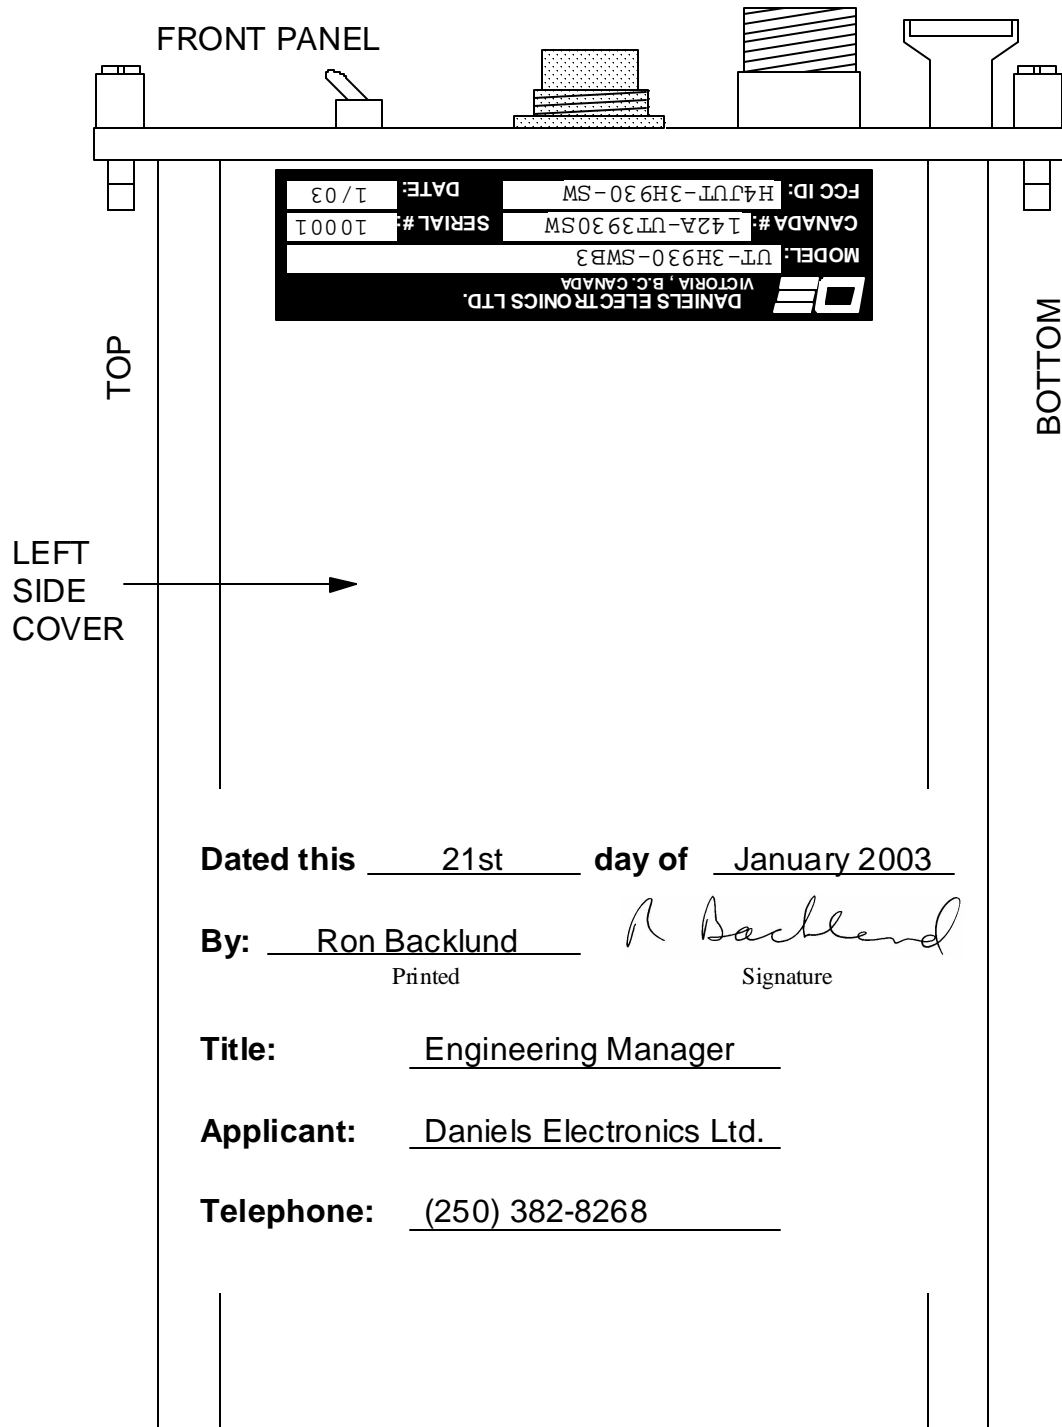 FRONT PANEL
DANIELS ELECTRONICS LTD.
VICTORIA, B.C. CANADA
MODEL: UT-3H930-SWB3
CANADA #: 142A-UT3930SW SERIAL #: 10001
FCC ID: H4JUT-3H930-SW DATE: 1/03
TOP
BOTTOM
LEFT
SIDE
COVER
Dated this 21st day of January 2003
By: Ron Backlund R Backlund
Printed Signature
Title: Engineering Manager
Applicant: Daniels Electronics Ltd.
Telephone: (250) 382-8268